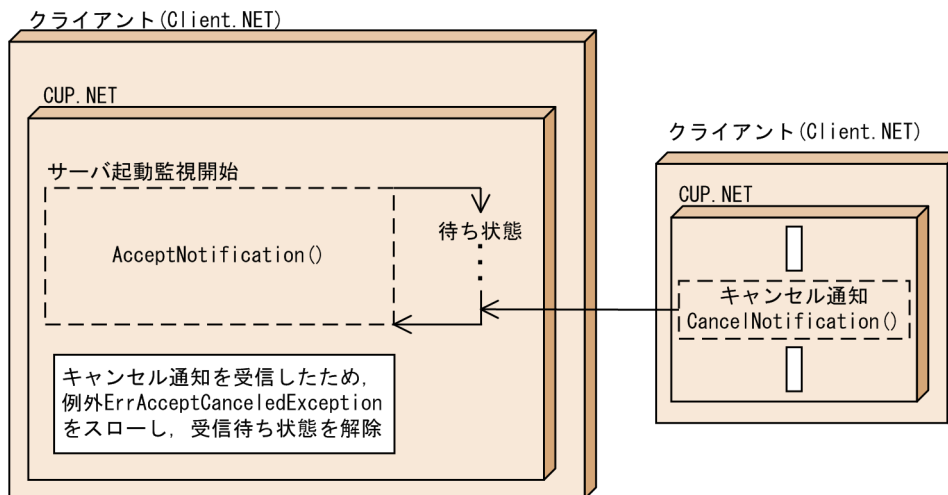 クライアント(Client.NET)
CUP.NET
サーバ起動監視開始
AcceptNotification()
待ち状態
キャンセル通知を受信したため,
例外ErrAcceptCanceledException
をスローし, 受信待ち状態を解除
クライアント(Client.NET)
CUP.NET
キャンセル通知
CancelNotification()